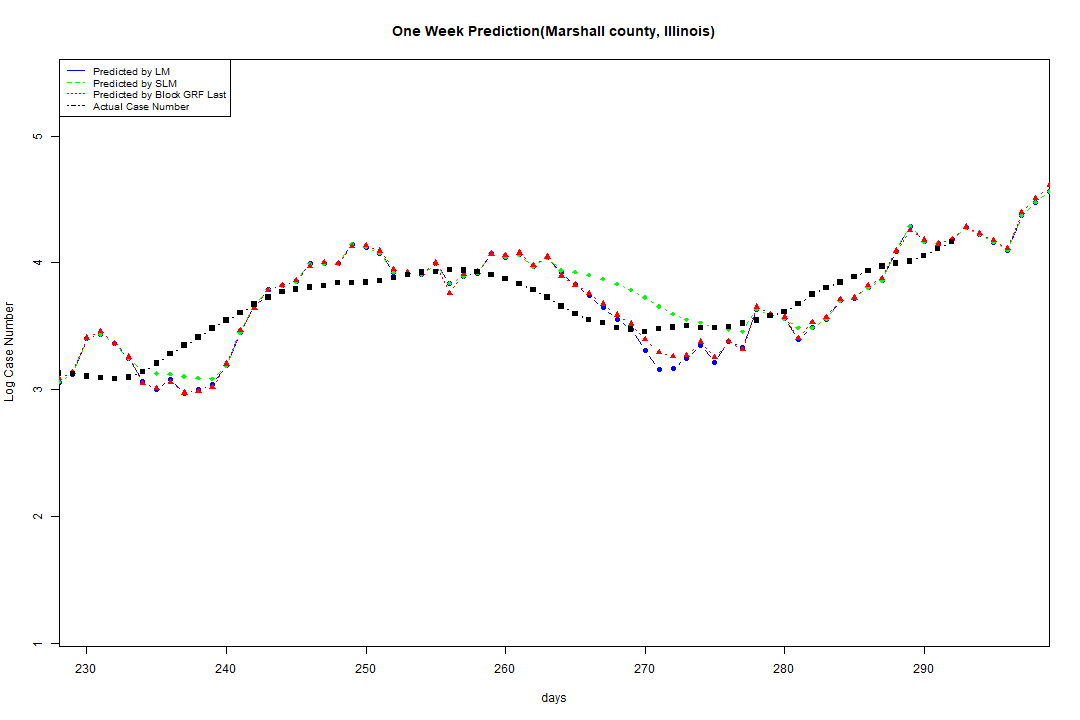 One Week Prediction(Marshall county, Illinois)
Predicted by LM
Predicted by SLM
Predicted by Block GRF Last
Actual Case Number
5
4
3
2
1
Log Case Number
230 240 250 260 270 280 290
days